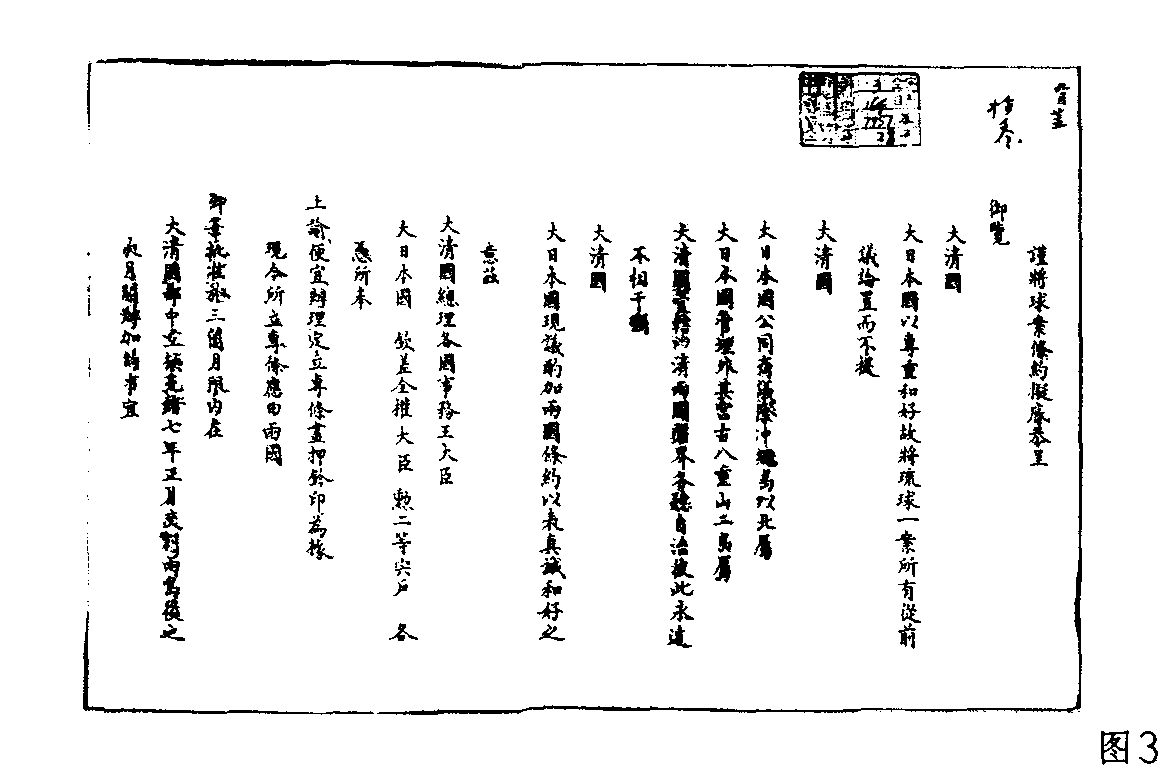 謹將球案條約擬底恭呈
御覽
大清國
大日本國以專重和好故將琉球一案所有從前
議論置而不提
大清國
大日本國公同商議除沖繩島以北屬
大日本國管理外其宮古八重山二島屬
大清國管轄以清兩國疆界各聽自治彼此永遠
不相干預
大清國
大日本國現議酌加兩國條約以表真誠和好之
意茲
大清國總理各國事務王大臣
大日本國 欽差全權大臣 勲二等宍戶 各
憑所奉
上諭便宜辦理定立專條畫押鈐印為據
現今所立專條應由兩國
御筆批准於三個月限內在
大清國都中互換光緒七年正月交割兩島後之
次月開辦加約事宜
图3